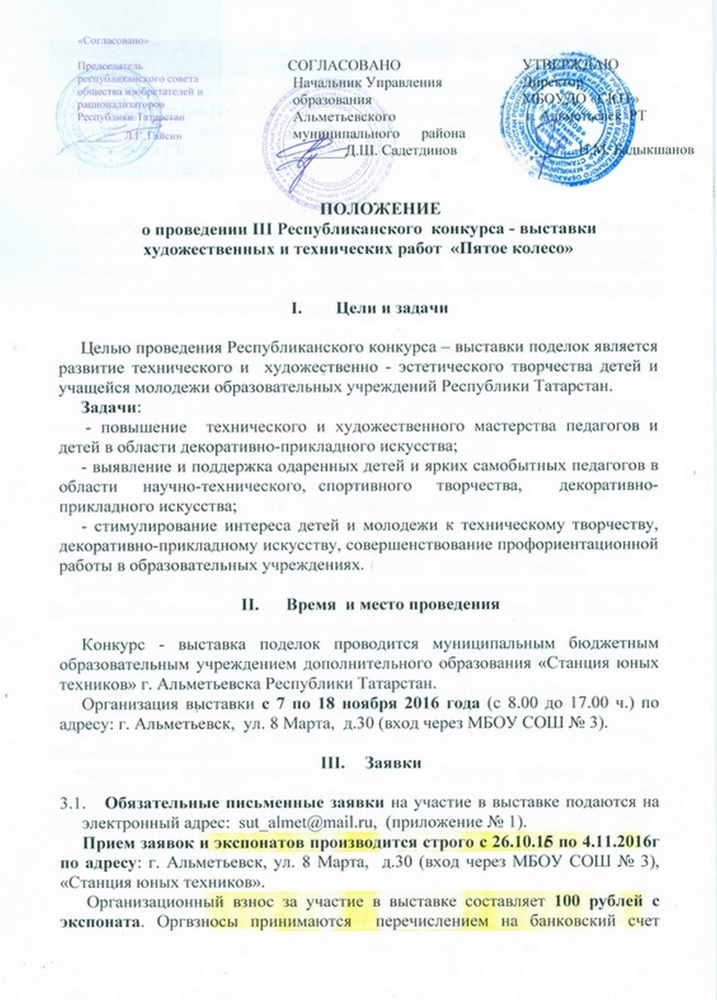 «Согласовано»
Председатель
республиканского совета
общества изобретателей и
рационализаторов
Республики Татарстан
Л.Г. Гайсин
СОГЛАСОВАНО
Начальник Управления
образования
Альметьевского
муниципального района
Д.Ш. Садетдинов
УТВЕРЖДАЮ
Директор
МБОУДО «СЮТ»
г. Альметьевск РТ
И.М. Бадыкшанов
ПОЛОЖЕНИЕ
о проведении III Республиканского конкурса - выставки
художественных и технических работ «Пятое колесо»
I. Цели и задачи
Целью проведения Республиканского конкурса – выставки поделок является
развитие технического и художественно - эстетического творчества детей и
учащейся молодежи образовательных учреждений Республики Татарстан.
Задачи:
- повышение технического и художественного мастерства педагогов и
детей в области декоративно-прикладного искусства;
- выявление и поддержка одаренных детей и ярких самобытных педагогов в
области научно-технического, спортивного творчества, декоративно-
прикладного искусства;
- стимулирование интереса детей и молодежи к техническому творчеству,
декоративно-прикладному искусству, совершенствование профориентационной
работы в образовательных учреждениях.
II. Время и место проведения
Конкурс - выставка поделок проводится муниципальным бюджетным
образовательным учреждением дополнительного образования «Станция юных
техников» г. Альметьевска Республики Татарстан.
Организация выставки с 7 по 18 ноября 2016 года (с 8.00 до 17.00 ч.) по
адресу: г. Альметьевск, ул. 8 Марта, д.30 (вход через МБОУ СОШ № 3).
III. Заявки
3.1. Обязательные письменные заявки на участие в выставке подаются на
электронный адрес: sut_almet@mail.ru, (приложение № 1).
Прием заявок и экспонатов производится строго с 26.10.16 по 4.11.2016г
по адресу: г. Альметьевск, ул. 8 Марта, д.30 (вход через МБОУ СОШ № 3),
«Станция юных техников».
Организационный взнос за участие в выставке составляет 100 рублей с
экспоната. Оргвзносы принимаются перечислением на банковский счет